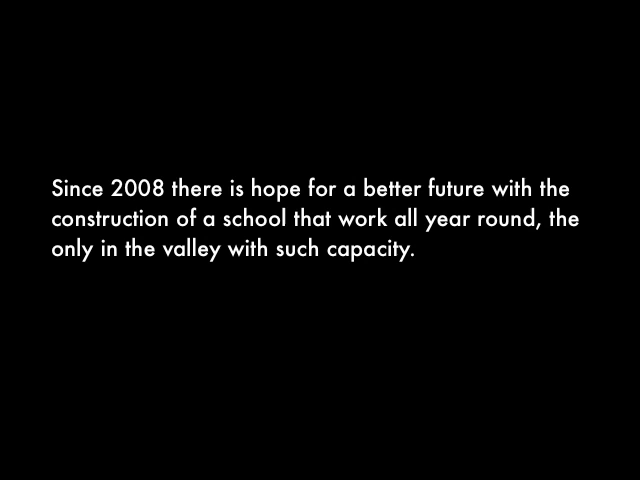 Since 2008 there is hope for a better future with the
construction of a school that work all year round, the
only in the valley with such capacity.